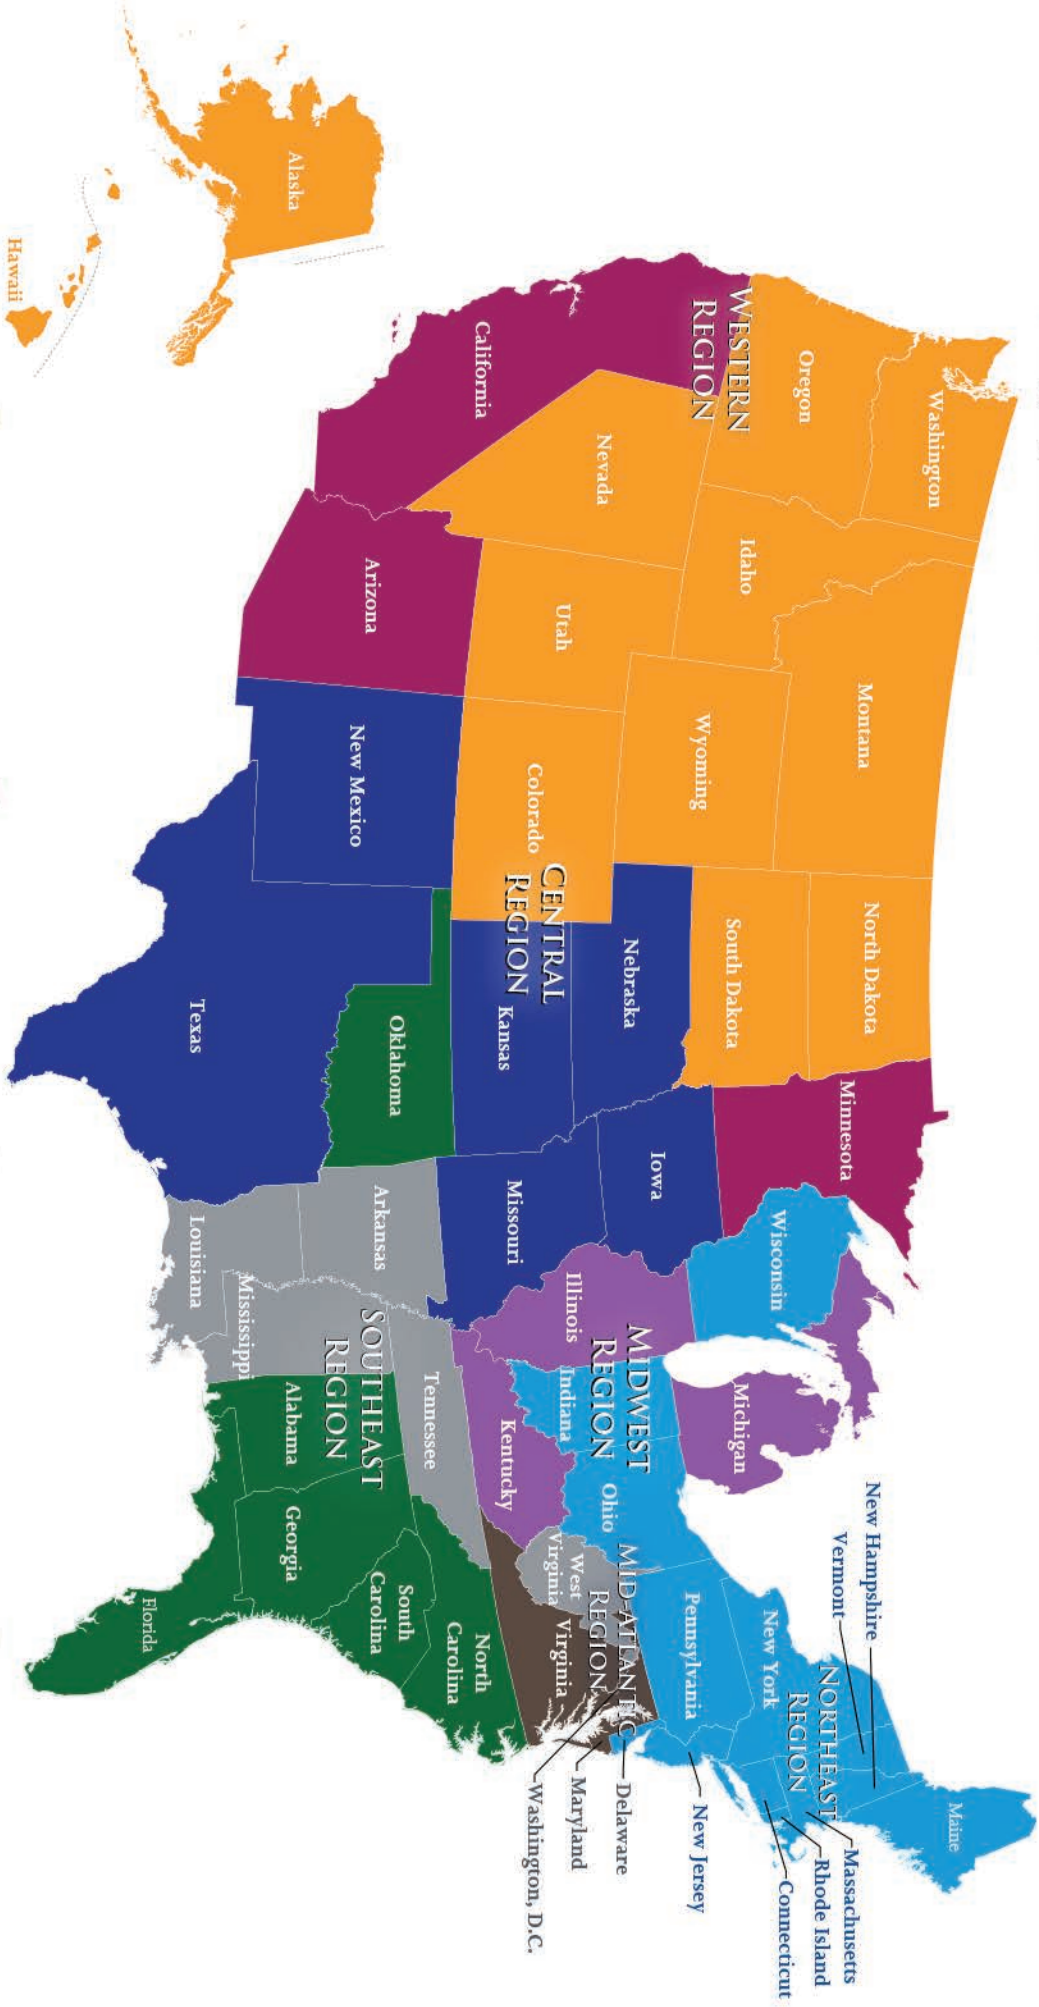 Alaska
Hawaii
WESTERN
REGION
Washington
Oregon
California
Nevada
Idaho
Montana
Wyoming
Utah
Arizona
Colorado
New Mexico
CENTRAL
REGION
North Dakota
South Dakota
Nebraska
Kansas
Oklahoma
Texas
Minnesota
Iowa
Missouri
Arkansas
Louisiana
Wisconsin
Illinois
MIDWEST
REGION
Michigan
Indiana
Ohio
Kentucky
Tennessee
Mississippi
SOUTHEAST
REGION
Alabama
Georgia
Florida
South
Carolina
North
Carolina
MID-ATLANTIC
REGION
West
Virginia
Virginia
Pennsylvania
New York
NORTHEAST
REGION
New Hampshire
Vermont
Maine
Massachusetts
Rhode Island
Connecticut
New Jersey
Delaware
Maryland
Washington, D.C.